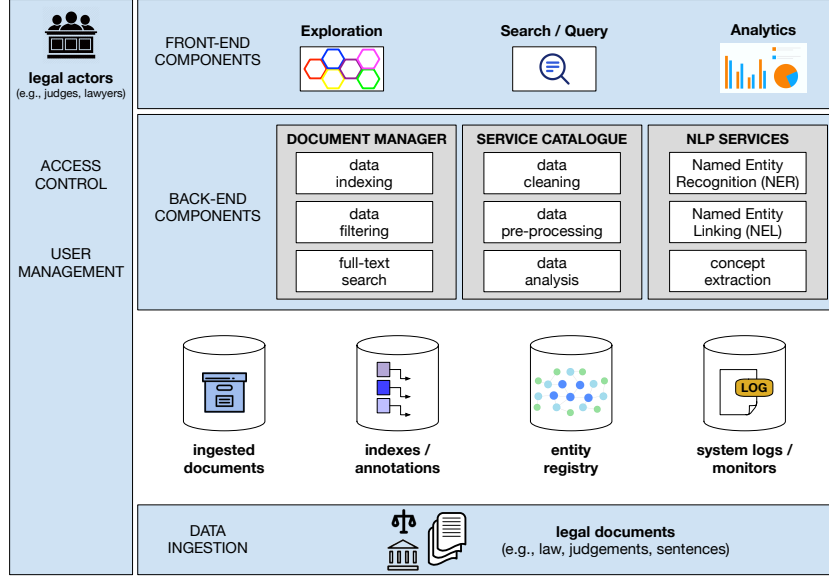 legal actors
(e.g., judges, lawyers)
ACCESS
CONTROL
USER
MANAGEMENT
FRONT-END
COMPONENTS
Exploration
Search / Query
Analytics
BACK-END
COMPONENTS
DOCUMENT MANAGER
data
indexing
data
filtering
full-text
search
SERVICE CATALOGUE
data
cleaning
data
pre-processing
data
analysis
NLP SERVICES
Named Entity
Recognition (NER)
Named Entity
Linking (NEL)
concept
extraction
ingested
documents
indexes /
annotations
entity
registry
LOG
system logs /
monitors
DATA
INGESTION
legal documents
(e.g., law, judgements, sentences)